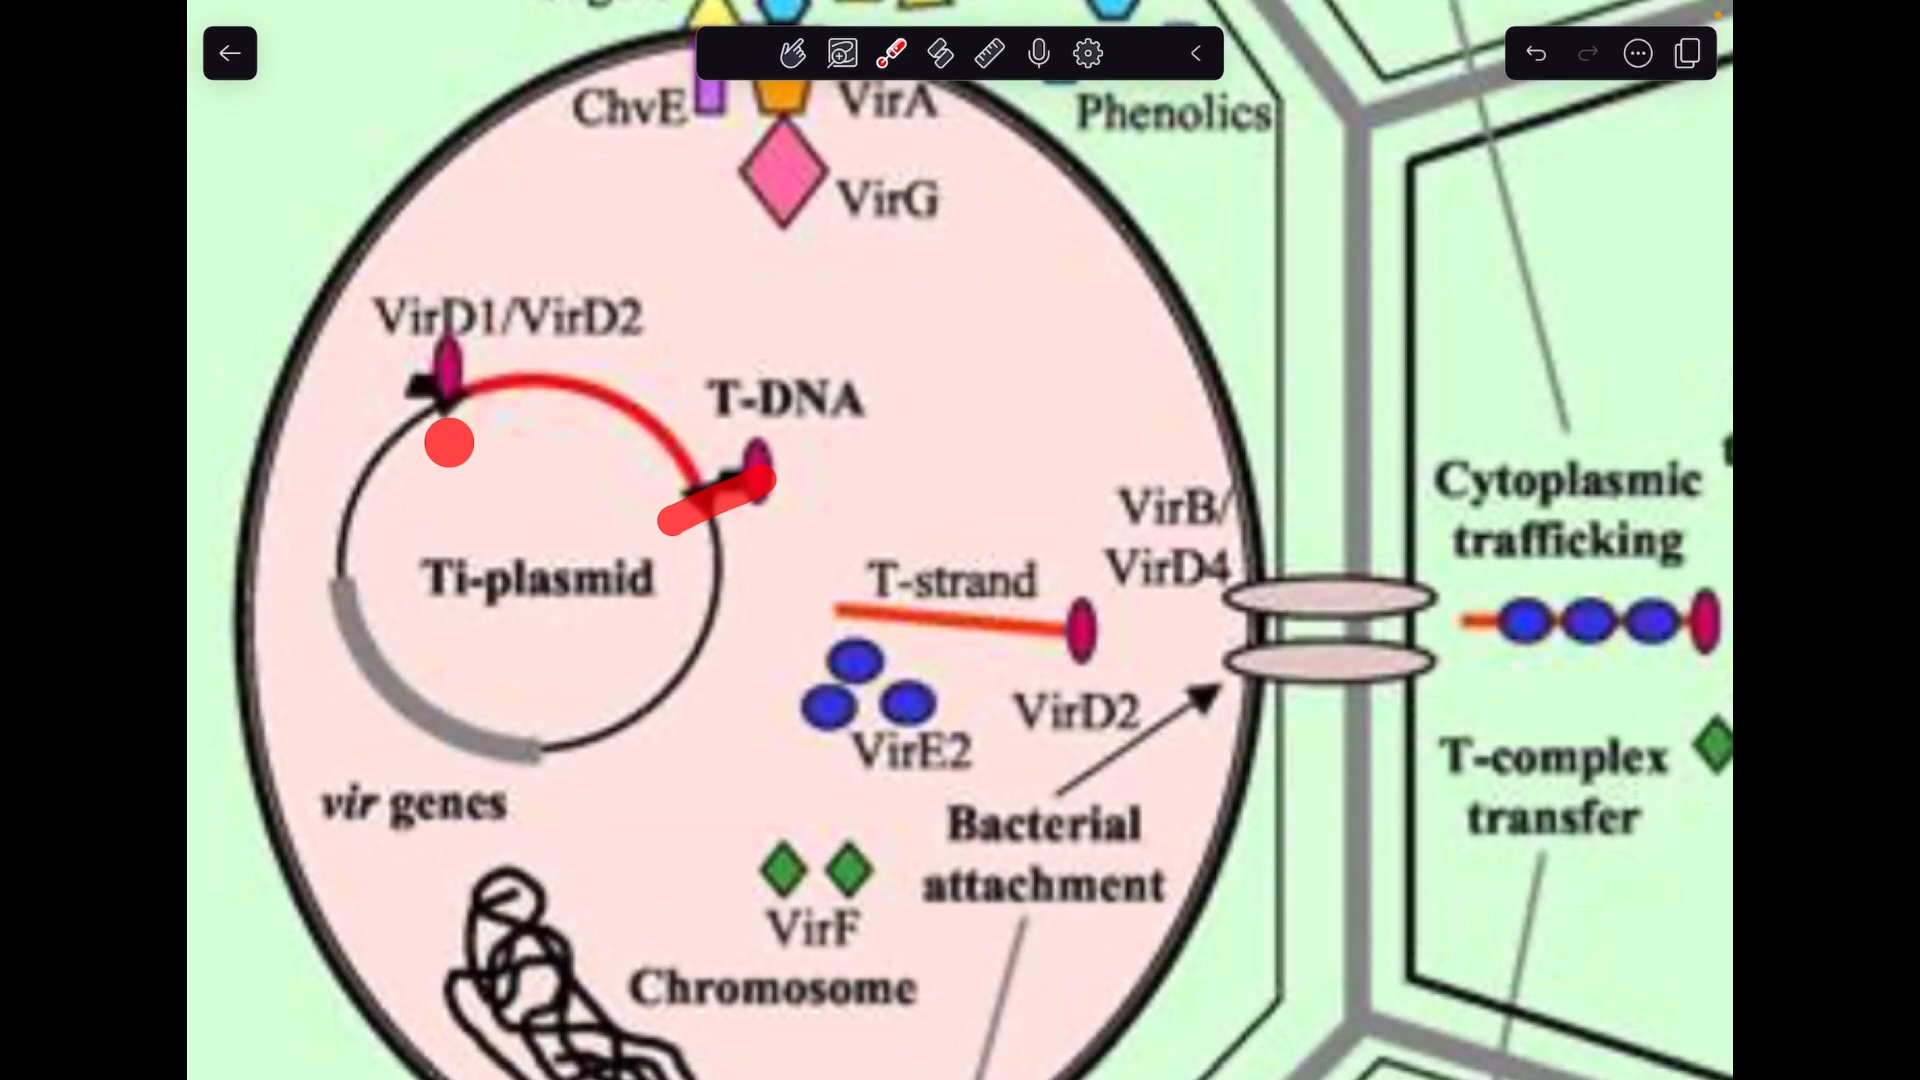 ChvE
VirA
Phenolics
VirG
VirD1/VirD2
T-DNA
VirB/
VirD4
Cytoplasmic
trafficking
Ti-plasmid
T-strand
VirD2
VirE2
T-complex
transfer
vir genes
Bacterial
attachment
VirF
Chromosome